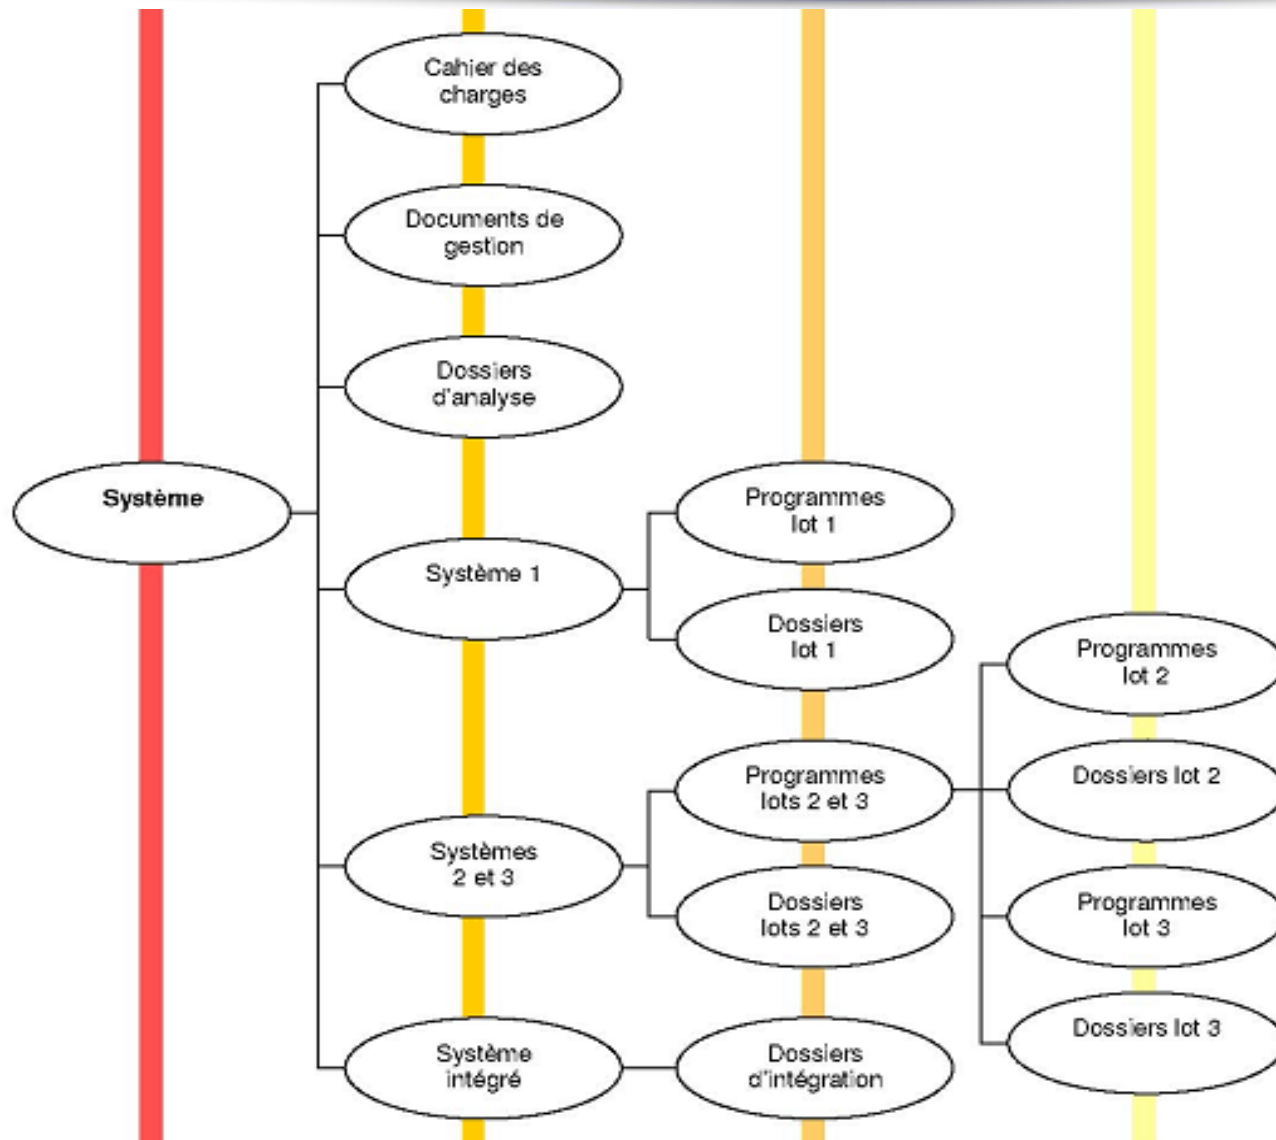 Cahier des
charges
Documents de
gestion
Dossiers
d'analyse
Système
Système 1
Systèmes
2 et 3
Système
intégré
Programmes
lot 1
Dossiers
lot 1
Programmes
lots 2 et 3
Dossiers
lots 2 et 3
Dossiers
d'intégration
Programmes
lot 2
Dossiers lot 2
Programmes
lot 3
Dossiers lot 3